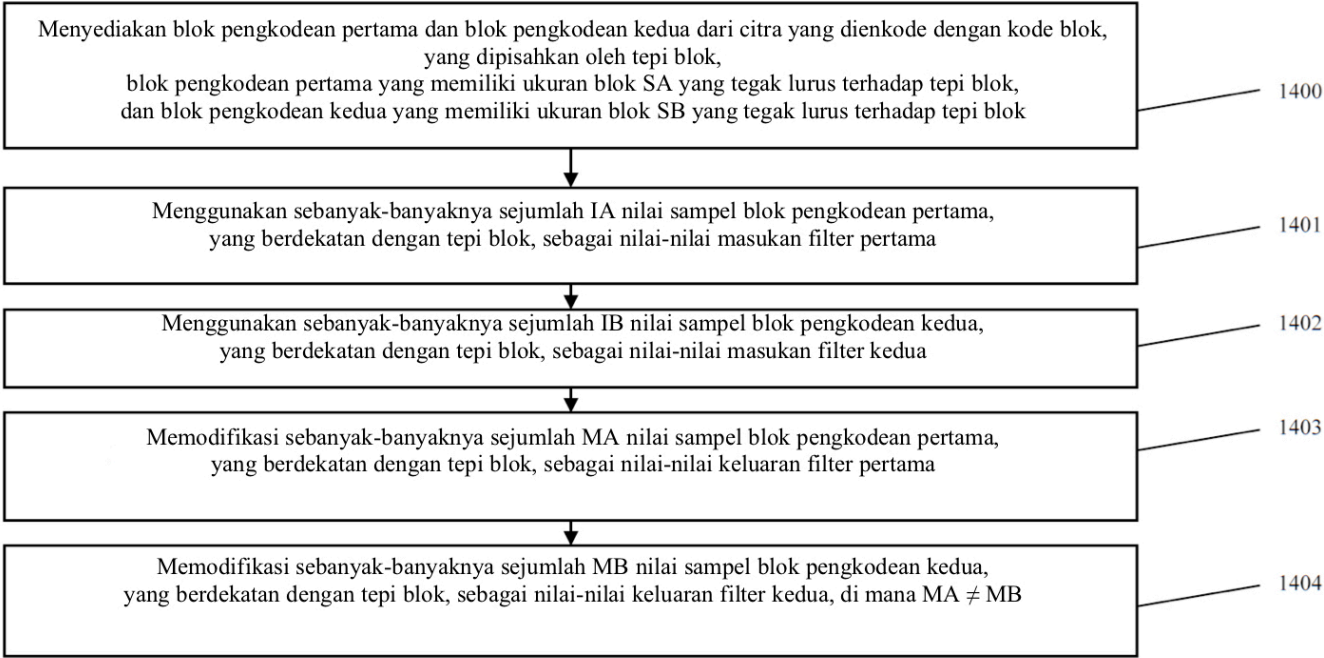 Menyediakan blok pengkodean pertama dan blok pengkodean kedua dari citra yang dienkode dengan kode blok,
yang dipisahkan oleh tepi blok,
blok pengkodean pertama yang memiliki ukuran blok SA yang tegak lurus terhadap tepi blok,
dan blok pengkodean kedua yang memiliki ukuran blok SB yang tegak lurus terhadap tepi blok
1400
Menggunakan sebanyak-banyaknya sejumlah IA nilai sampel blok pengkodean pertama,
yang berdekatan dengan tepi blok, sebagai nilai-nilai masukan filter pertama
1401
Menggunakan sebanyak-banyaknya sejumlah IB nilai sampel blok pengkodean kedua,
yang berdekatan dengan tepi blok, sebagai nilai-nilai masukan filter kedua
1402
Memodifikasi sebanyak-banyaknya sejumlah MA nilai sampel blok pengkodean pertama,
yang berdekatan dengan tepi blok, sebagai nilai-nilai keluaran filter pertama
1403
Memodifikasi sebanyak-banyaknya sejumlah MB nilai sampel blok pengkodean kedua,
yang berdekatan dengan tepi blok, sebagai nilai-nilai keluaran filter kedua, di mana MA ≠ MB
1404